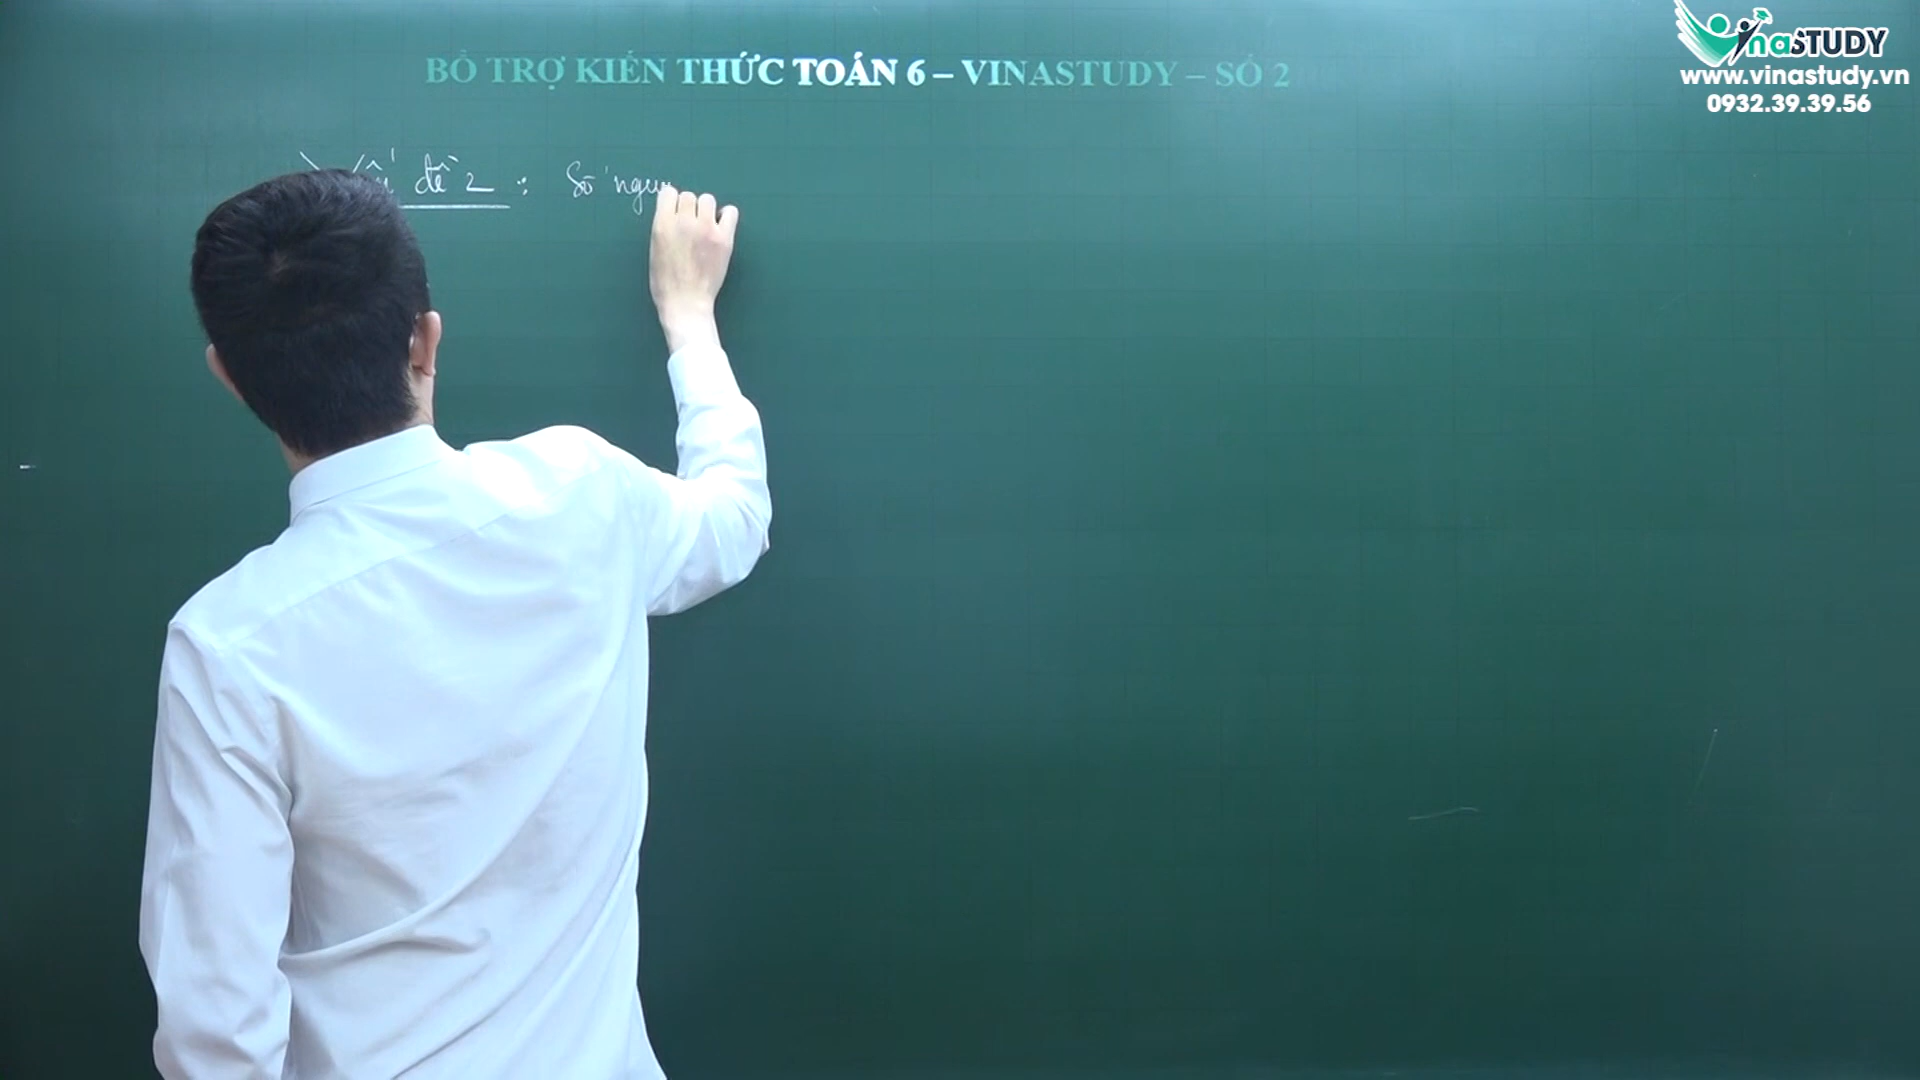 VinaSTUDY
www.vinastudy.vn
0932.39.39.56
BỔ TRỢ KIẾN THỨC TOÁN 6 – VINASTUDY – SỐ 2
đề 2 : Số